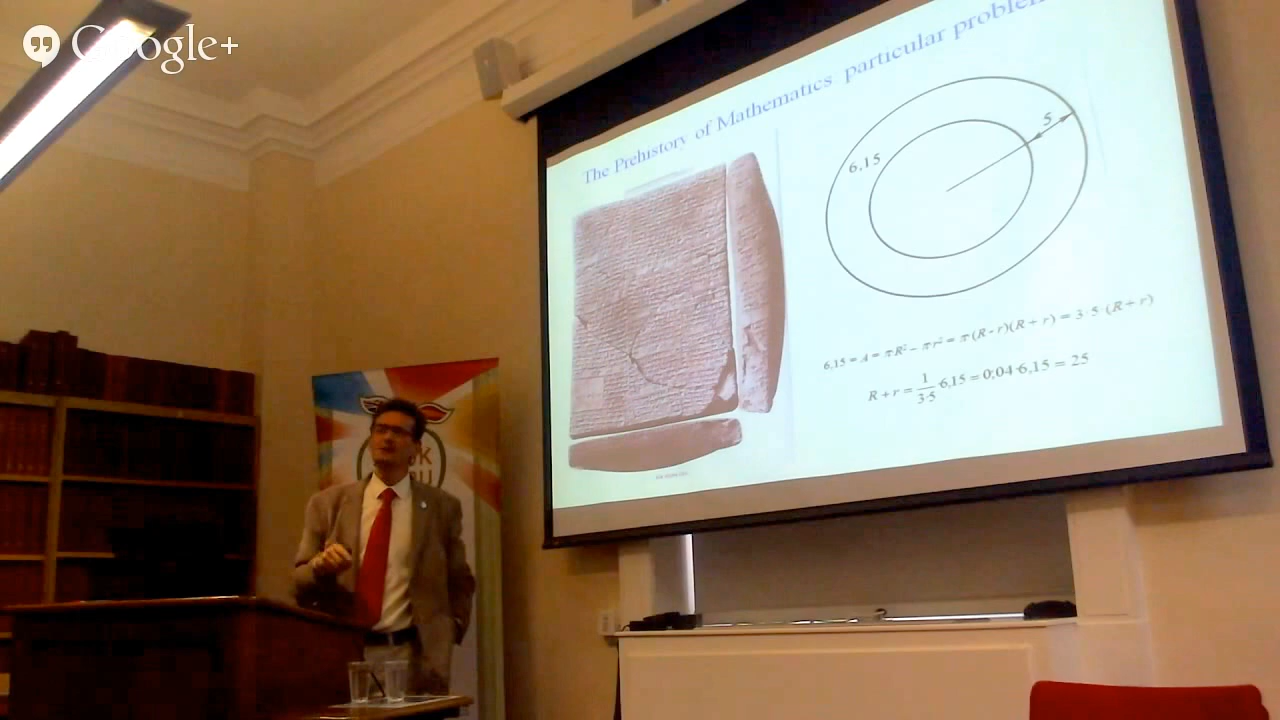 Google+
The Prehistory of Mathematics: particular problem
6,15
5
6,15 = A = πR² − πr² = π(R - r)(R + r) = 3·5·(R + r)
R + r = 1/3·5 ·6,15 = 0;04·6,15 = 25